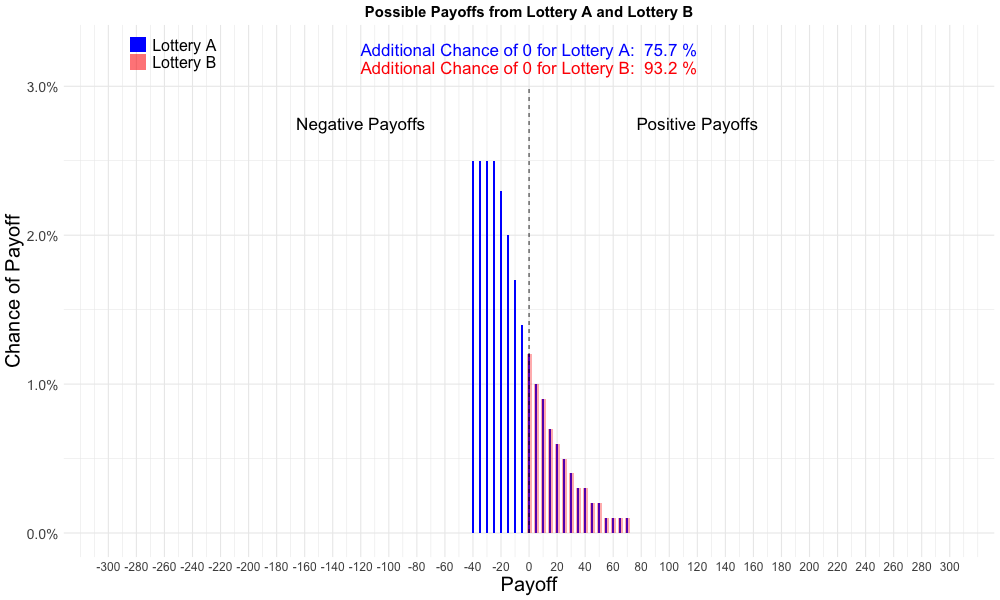 Possible Payoffs from Lottery A and Lottery B
Lottery A
Lottery B
Additional Chance of 0 for Lottery A:  75.7 %
Additional Chance of 0 for Lottery B:  93.2 %
Negative Payoffs
Positive Payoffs
Chance of Payoff
3.0%
2.0%
1.0%
0.0%
-300 -280 -260 -240 -220 -200 -180 -160 -140 -120 -100 -80 -60 -40 -20 0 20 40 60 80 100 120 140 160 180 200 220 240 260 280 300
Payoff